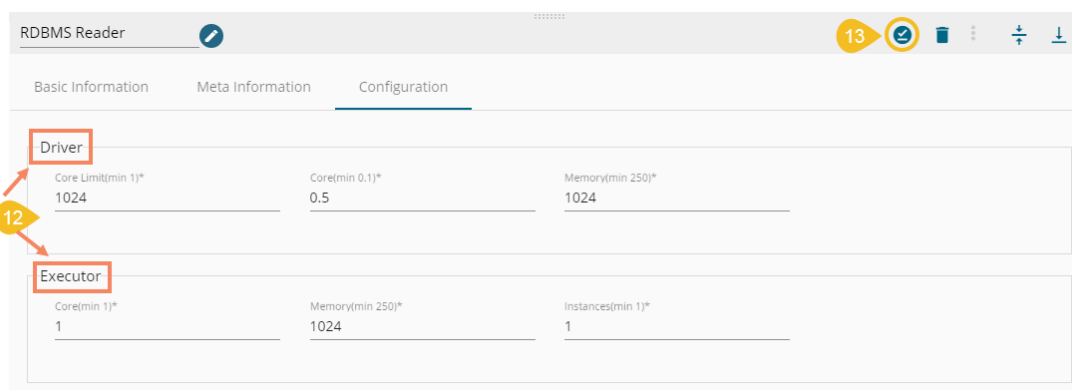 RDBMS Reader
13
Basic Information Meta Information Configuration
Driver
Core Limit(min 1)* Core(min 0.1)* Memory(min 250)*
1024 0.5 1024
12
Executor
Core(min 1)* Memory(min 250)* Instances(min 1)*
1 1024 1